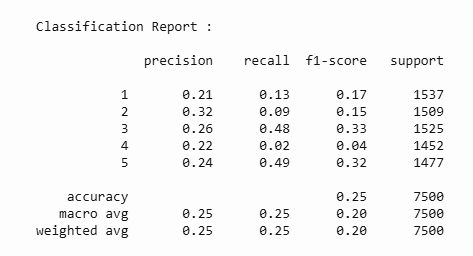 Classification Report :
precision recall f1-score support
1 0.21 0.13 0.17 1537
2 0.32 0.09 0.15 1509
3 0.26 0.48 0.33 1525
4 0.22 0.02 0.04 1452
5 0.24 0.49 0.32 1477
accuracy 0.25 7500
macro avg 0.25 0.25 0.20 7500
weighted avg 0.25 0.25 0.20 7500